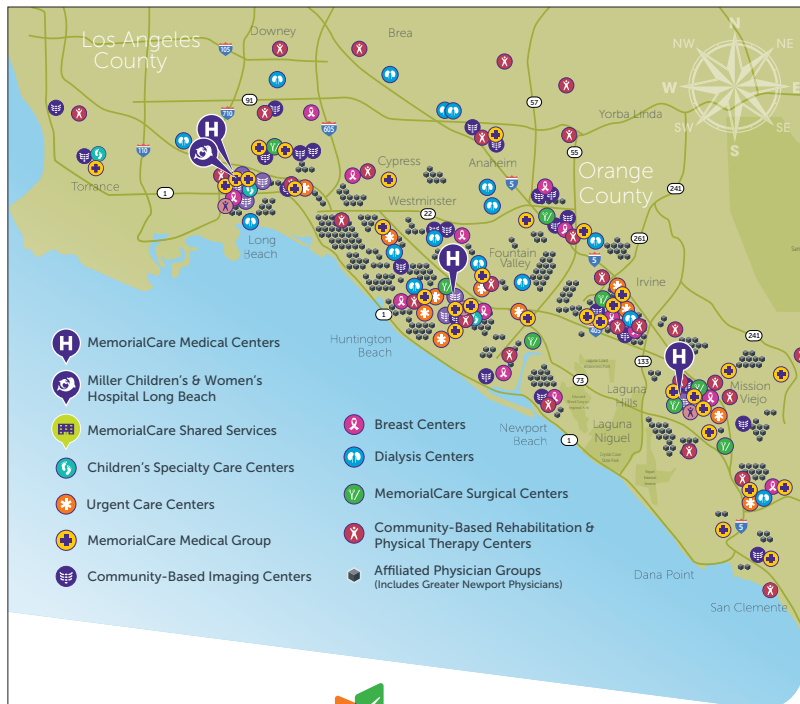 Los Angeles
County
Downey
Brea
N
NW
NE
W
E
SW
SE
S
105
91
710
605
57
Yorba Linda
110
Cypress
Anaheim
55
Torrance
Orange
County
5
241
1
Westminster
22
261
Long
Beach
Fountain
Valley
5
Irvine
405
1
Huntington
Beach
133
241
73
Laguna
Hills
Mission
Viejo
Newport
Beach
1
Laguna
Niguel
5
Dana Point
San Clemente
H
H
H
H
MemorialCare Medical Centers
Miller Children's & Women's
Hospital Long Beach
MemorialCare Shared Services
Children's Specialty Care Centers
Urgent Care Centers
MemorialCare Medical Group
Community-Based Imaging Centers
Breast Centers
Dialysis Centers
MemorialCare Surgical Centers
Community-Based Rehabilitation &
Physical Therapy Centers
Affiliated Physician Groups
(Includes Greater Newport Physicians)